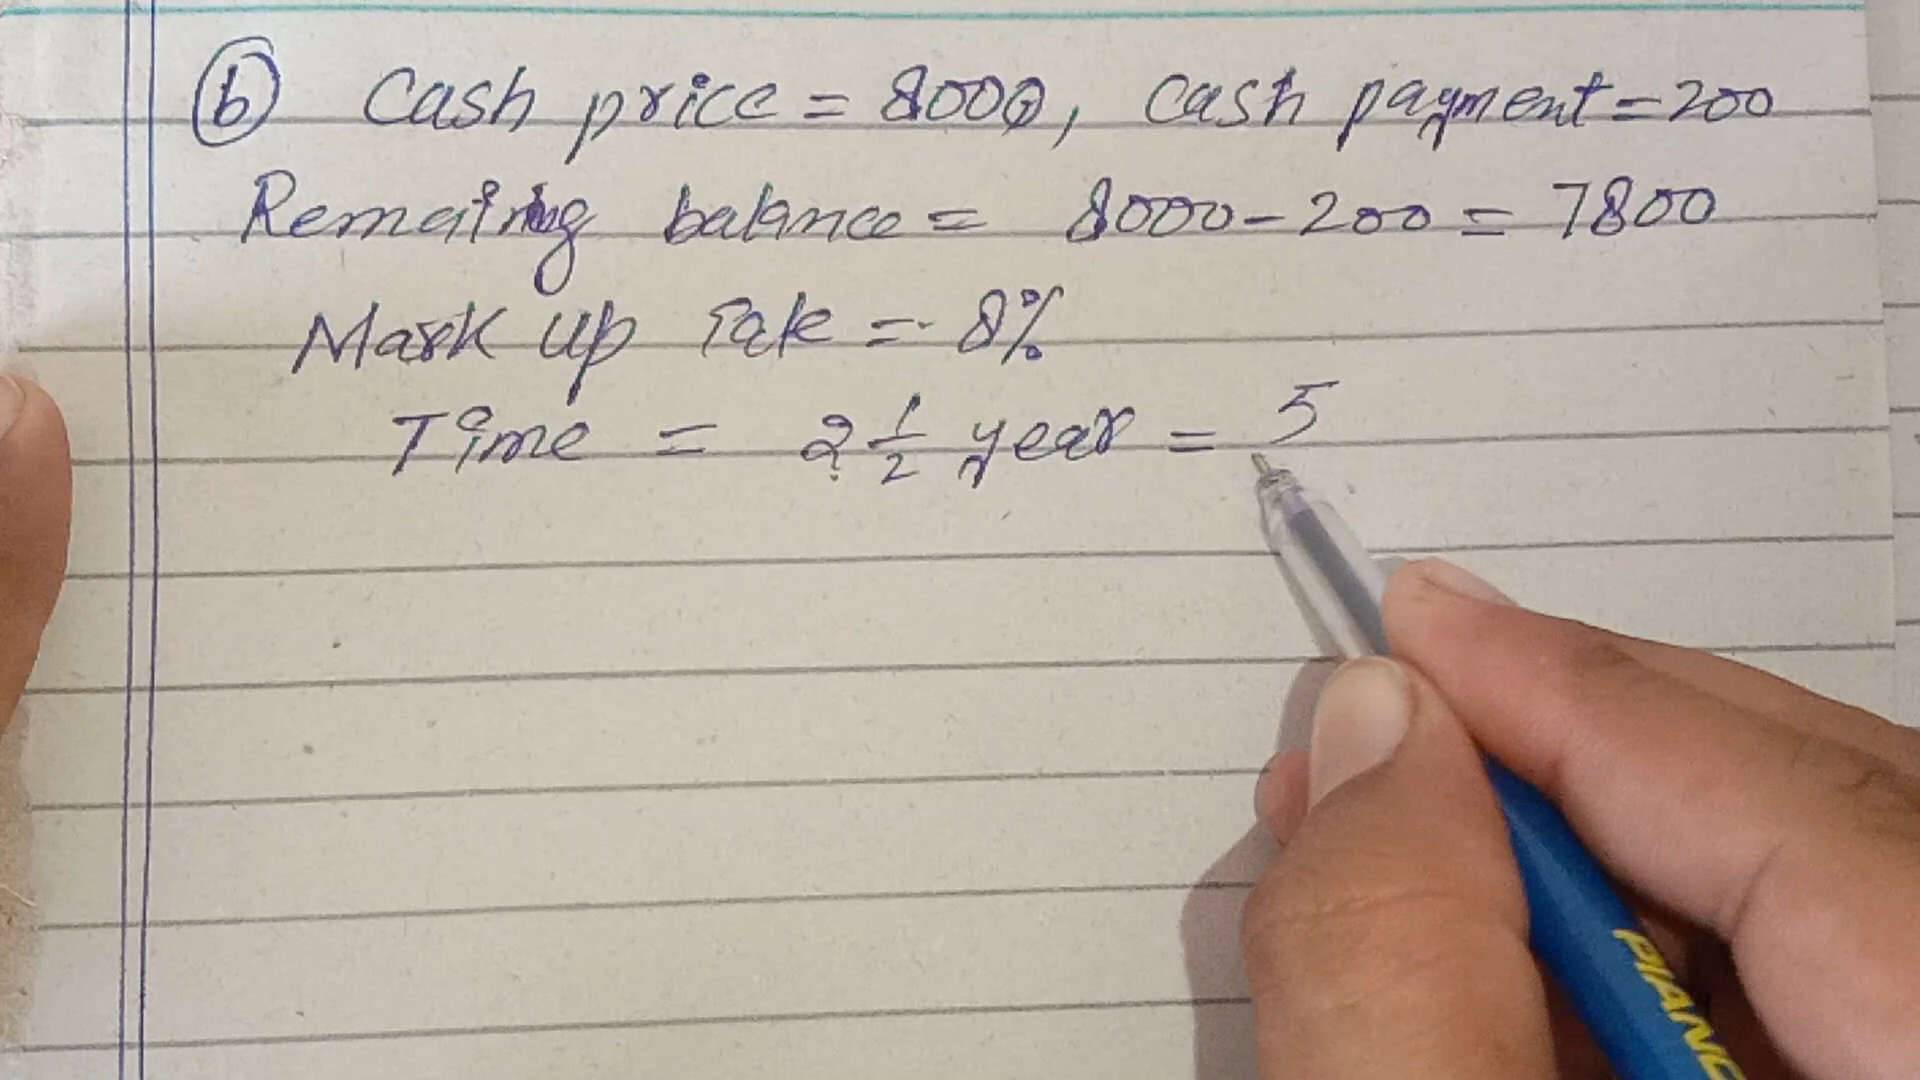 (b) Cash price = 8000, Cash payment = 200
Remaining balance = 8000 - 200 = 7800
Mark up rate = 8%
Time = 2 1/2 year = 5
PIANO